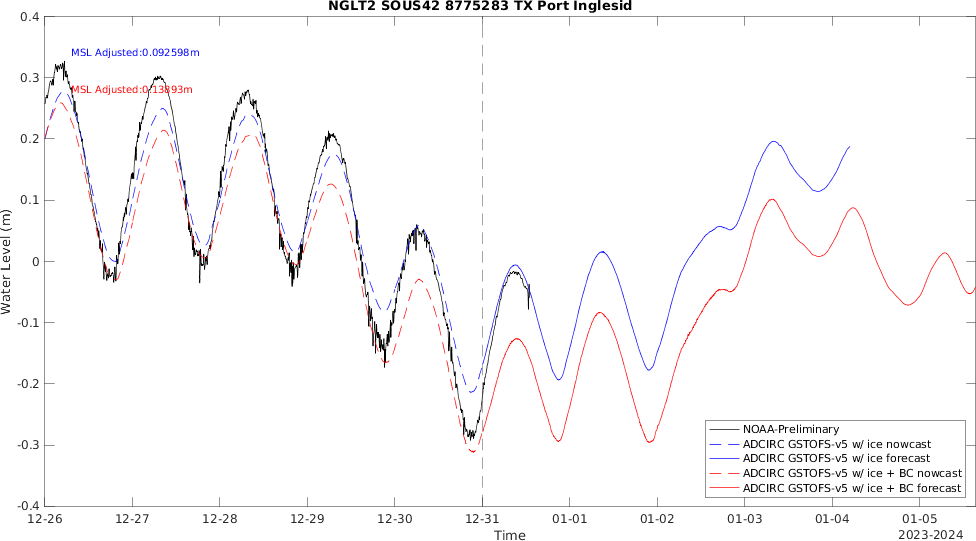 NGLT2 SOUS42 8775283 TX Port Inglesid
0.4
0.3
0.2
0.1
0
-0.1
-0.2
-0.3
-0.4
Water Level (m)
MSL Adjusted:0.092598m
MSL Adjusted:0.13893m
NOAA-Preliminary
ADCIRC GSTOFS-v5 w/ ice nowcast
ADCIRC GSTOFS-v5 w/ ice forecast
ADCIRC GSTOFS-v5 w/ ice + BC nowcast
ADCIRC GSTOFS-v5 w/ ice + BC forecast
12-26 12-27 12-28 12-29 12-30 12-31 01-01 01-02 01-03 01-04 01-05
Time
2023-2024